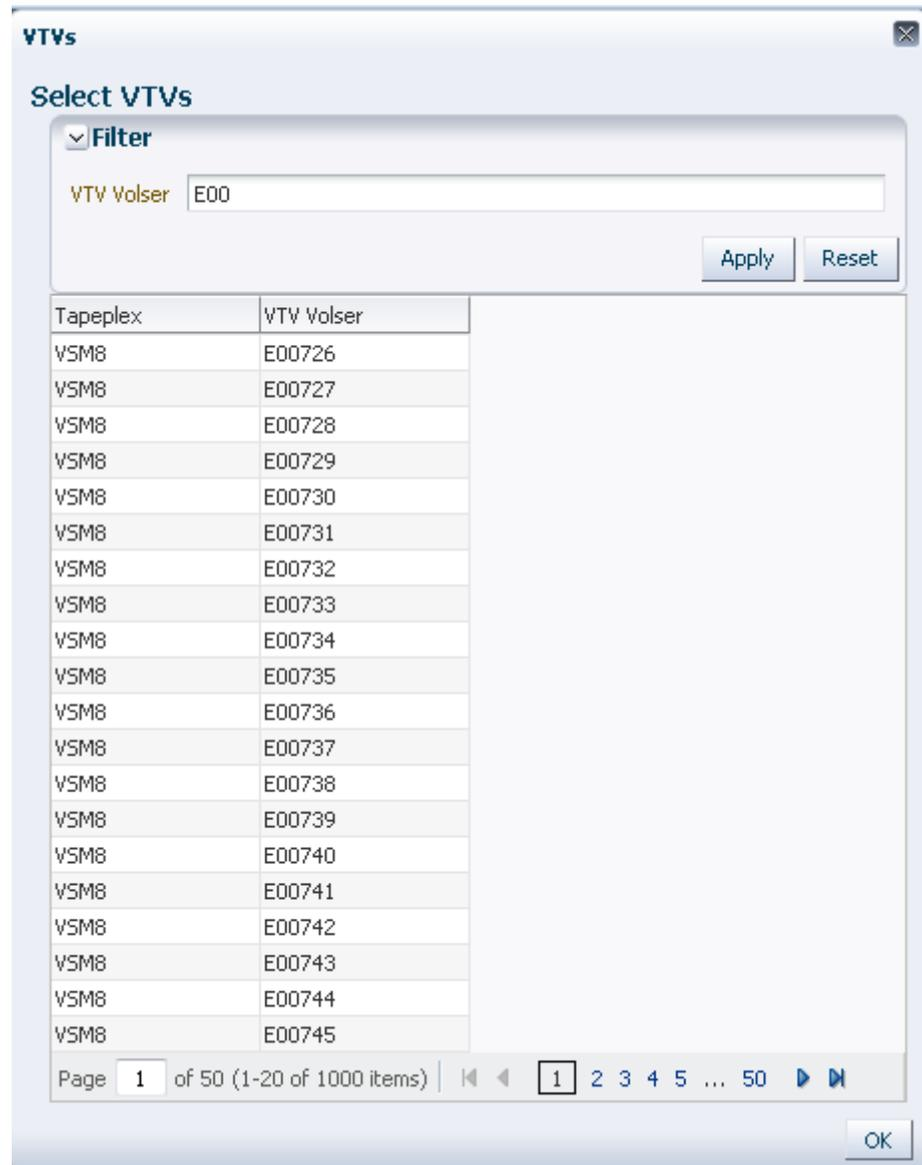 VTVs
Select VTVs
Filter
VTV Volser E00
Apply Reset
Tapeplex VTV Volser
VSM8 E00726
VSM8 E00727
VSM8 E00728
VSM8 E00729
VSM8 E00730
VSM8 E00731
VSM8 E00732
VSM8 E00733
VSM8 E00734
VSM8 E00735
VSM8 E00736
VSM8 E00737
VSM8 E00738
VSM8 E00739
VSM8 E00740
VSM8 E00741
VSM8 E00742
VSM8 E00743
VSM8 E00744
VSM8 E00745
Page 1 of 50 (1-20 of 1000 items) 1 2 3 4 5 ... 50
OK